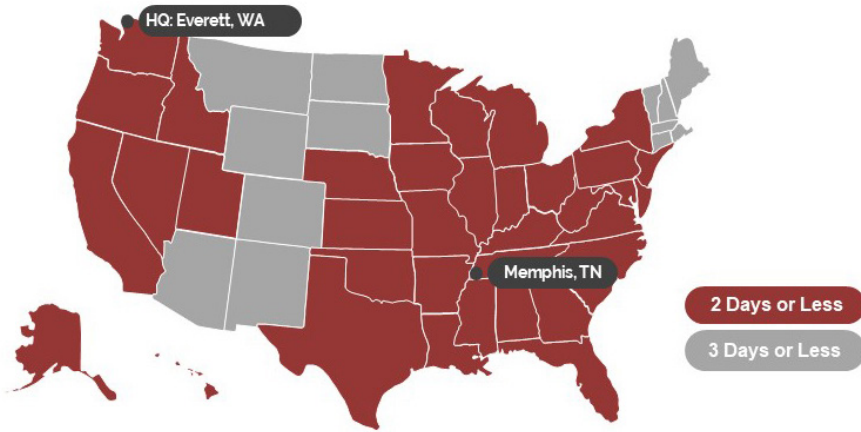 HQ: Everett, WA
Memphis, TN
2 Days or Less
3 Days or Less